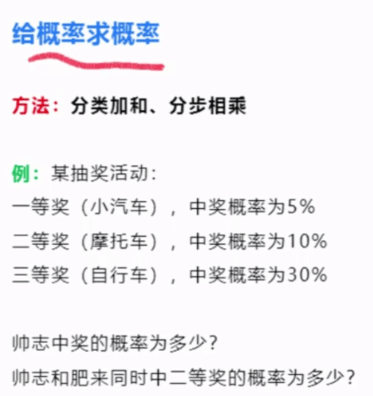 给概率求概率
方法：分类加和、分步相乘
例：某抽奖活动：
一等奖（小汽车），中奖概率为5%
二等奖（摩托车），中奖概率为10%
三等奖（自行车），中奖概率为30%
帅志中奖的概率为多少？
帅志和肥来同时中二等奖的概率为多少？